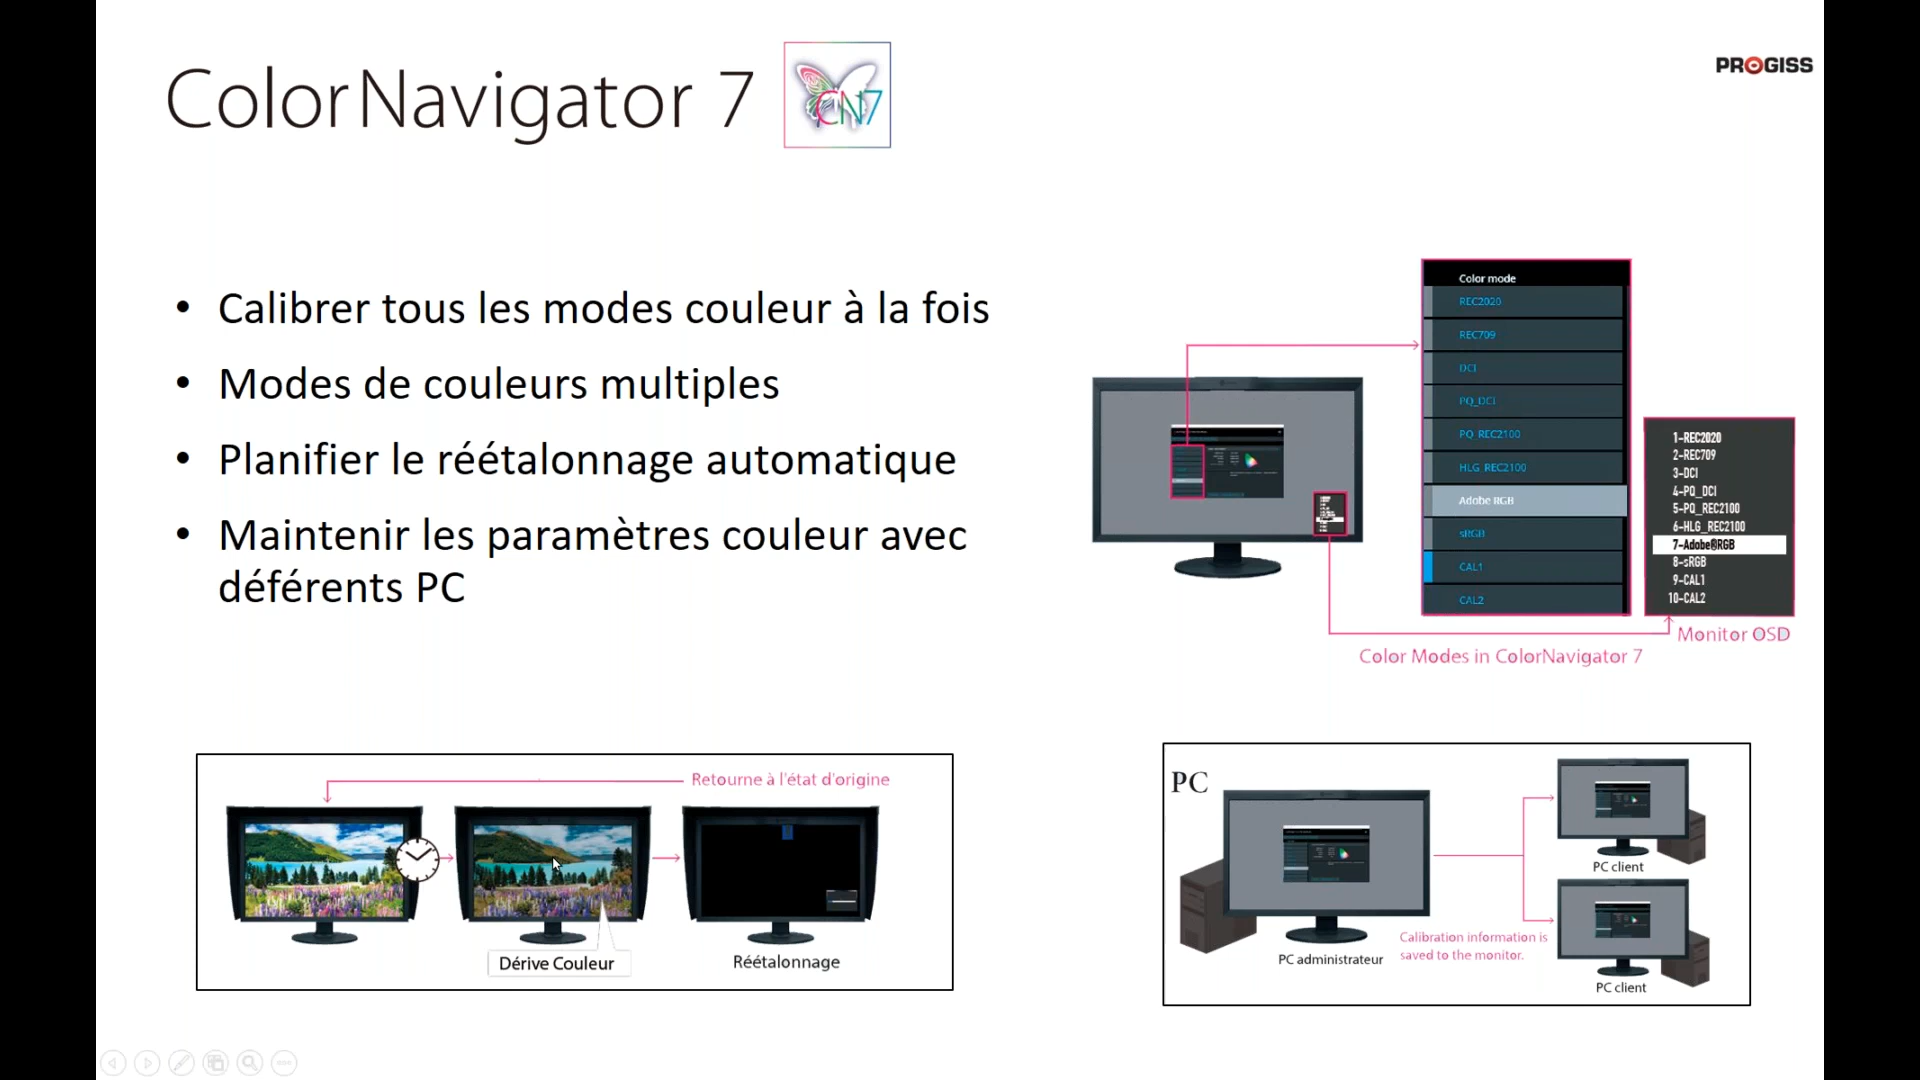 ColorNavigator 7
CN7
PROGISS
• Calibrer tous les modes couleur à la fois
• Modes de couleurs multiples
• Planifier le réétalonnage automatique
• Maintenir les paramètres couleur avec
déférents PC
Color mode
REC2020
REC709
DCI
PQ_DCI
PQ_REC2100
HLG_REC2100
Adobe RGB
sRGB
CAL1
CAL2
1-REC2020
2-REC709
3-DCI
4-PQ_DCI
5-PQ_REC2100
6-HLG_REC2100
7-Adobe®RGB
8-sRGB
9-CAL1
10-CAL2
Monitor OSD
Color Modes in ColorNavigator 7
Retourne à l'état d'origine
Dérive Couleur
Réétalonnage
PC
PC administrateur
Calibration information is
saved to the monitor.
PC client
PC client